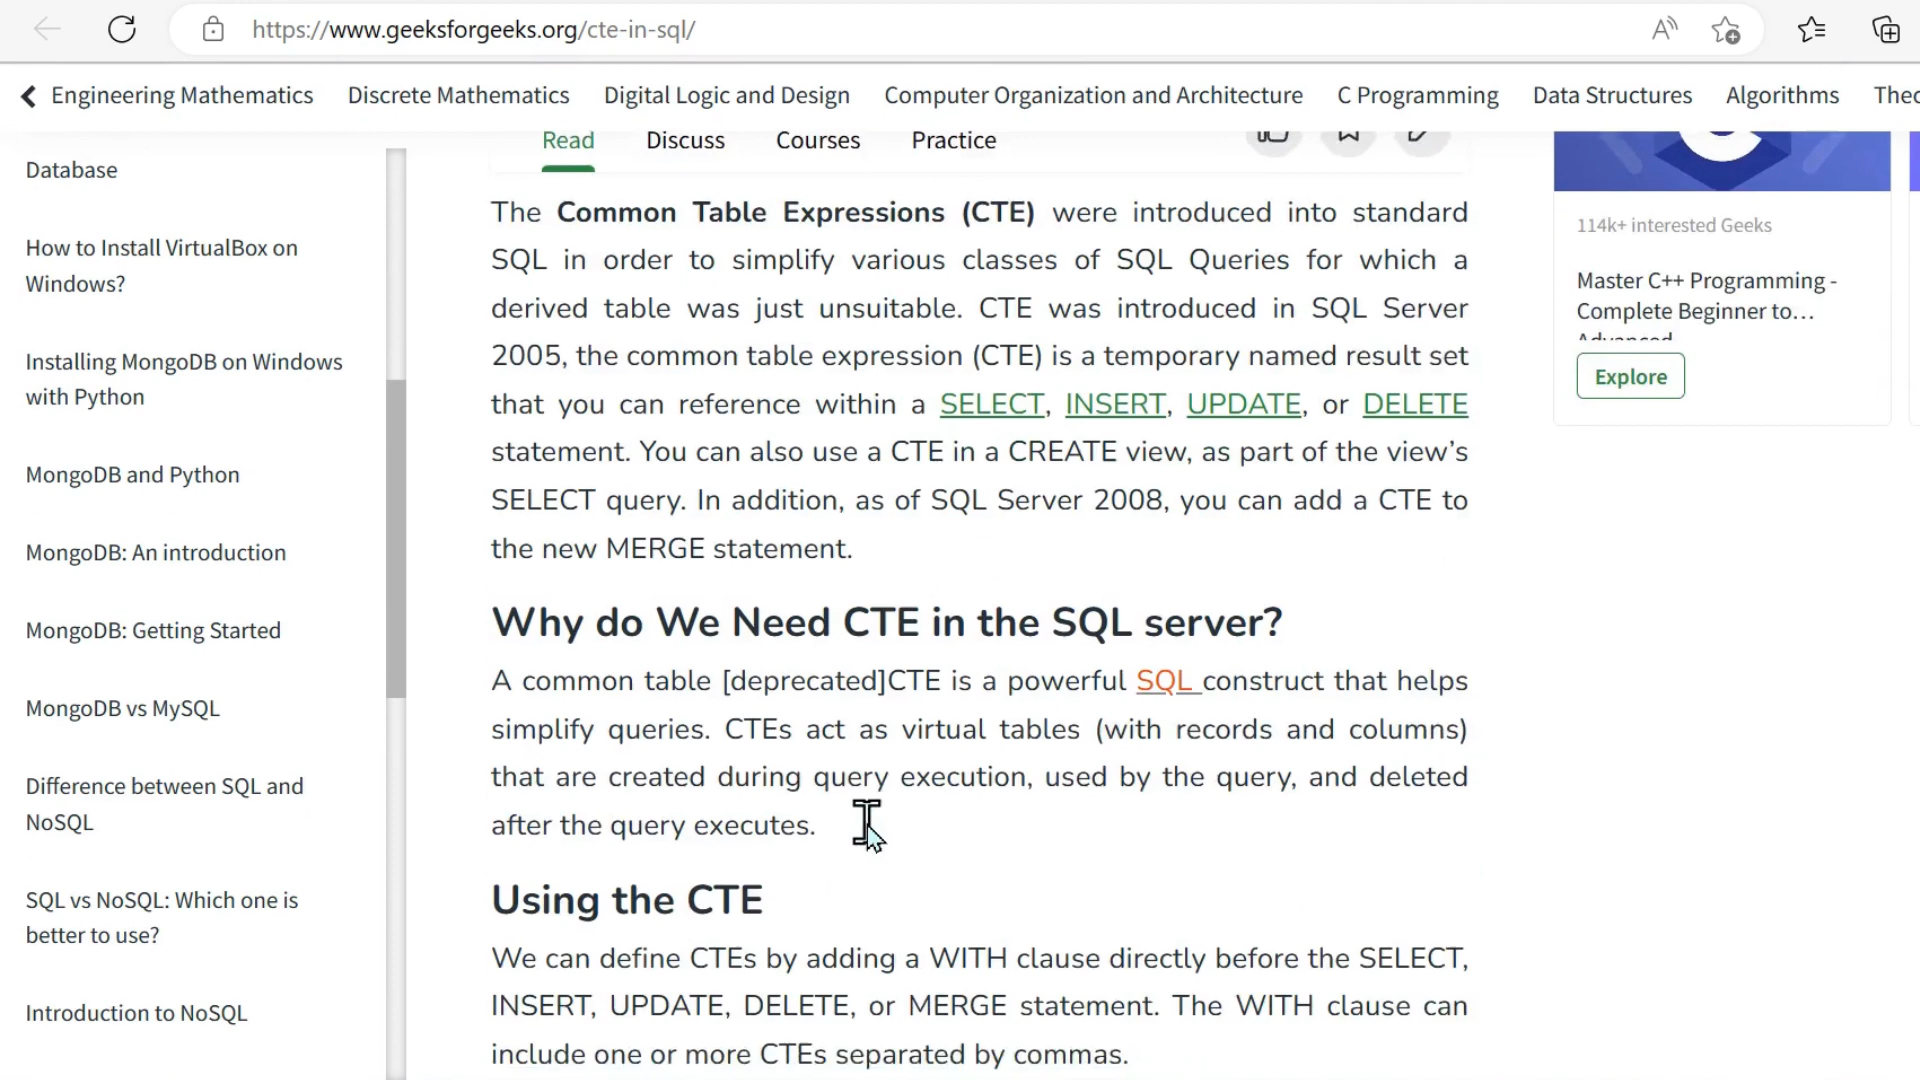 https://www.geeksforgeeks.org/cte-in-sql/
Engineering Mathematics Discrete Mathematics Digital Logic and Design Computer Organization and Architecture C Programming Data Structures Algorithms Theo
Database
How to Install VirtualBox on
Windows?
Installing MongoDB on Windows
with Python
MongoDB and Python
MongoDB: An introduction
MongoDB: Getting Started
MongoDB vs MySQL
Difference between SQL and
NoSQL
SQL vs NoSQL: Which one is
better to use?
Introduction to NoSQL
Read Discuss Courses Practice
The Common Table Expressions (CTE) were introduced into standard
SQL in order to simplify various classes of SQL Queries for which a
derived table was just unsuitable. CTE was introduced in SQL Server
2005, the common table expression (CTE) is a temporary named result set
that you can reference within a SELECT, INSERT, UPDATE, or DELETE
statement. You can also use a CTE in a CREATE view, as part of the view’s
SELECT query. In addition, as of SQL Server 2008, you can add a CTE to
the new MERGE statement.
Why do We Need CTE in the SQL server?
A common table [deprecated]CTE is a powerful SQL construct that helps
simplify queries. CTEs act as virtual tables (with records and columns)
that are created during query execution, used by the query, and deleted
after the query executes.
Using the CTE
We can define CTEs by adding a WITH clause directly before the SELECT,
INSERT, UPDATE, DELETE, or MERGE statement. The WITH clause can
include one or more CTEs separated by commas.
114k+ interested Geeks
Master C++ Programming -
Complete Beginner to...
Advanced
Explore